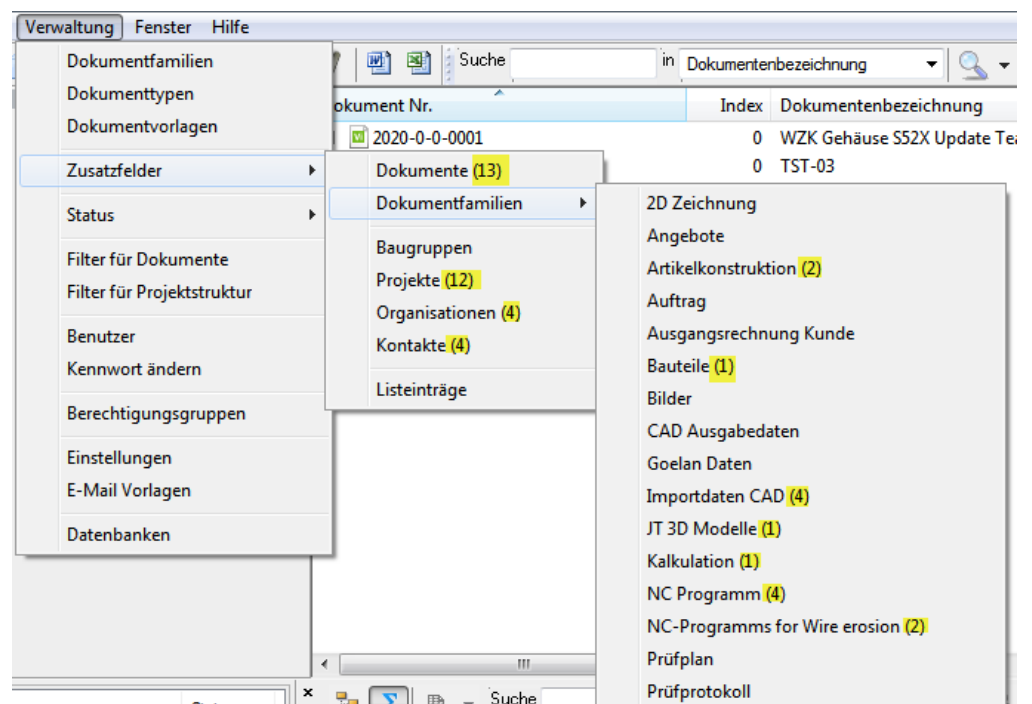 Verwaltung Fenster Hilfe
Dokumentfamilien
Dokumenttypen
Dokumentvorlagen
Zusatzfelder
Status
Filter für Dokumente
Filter für Projektstruktur
Benutzer
Kennwort ändern
Berechtigungsgruppen
Einstellungen
E-Mail Vorlagen
Datenbanken
Suche in Dokumentenbezeichnung
okument Nr. Index Dokumentenbezeichnung
2020-0-0-0001 0 WZK Gehäuse S52X Update Tea
0 TST-03
Dokumente (13)
Dokumentfamilien
Baugruppen
Projekte (12)
Organisationen (4)
Kontakte (4)
Listeinträge
2D Zeichnung
Angebote
Artikelkonstruktion (2)
Auftrag
Ausgangsrechnung Kunde
Bauteile (1)
Bilder
CAD Ausgabedaten
Goelan Daten
Importdaten CAD (4)
JT 3D Modelle (1)
Kalkulation (1)
NC Programm (4)
NC-Programms for Wire erosion (2)
Prüfplan
Prüfprotokoll
Suche